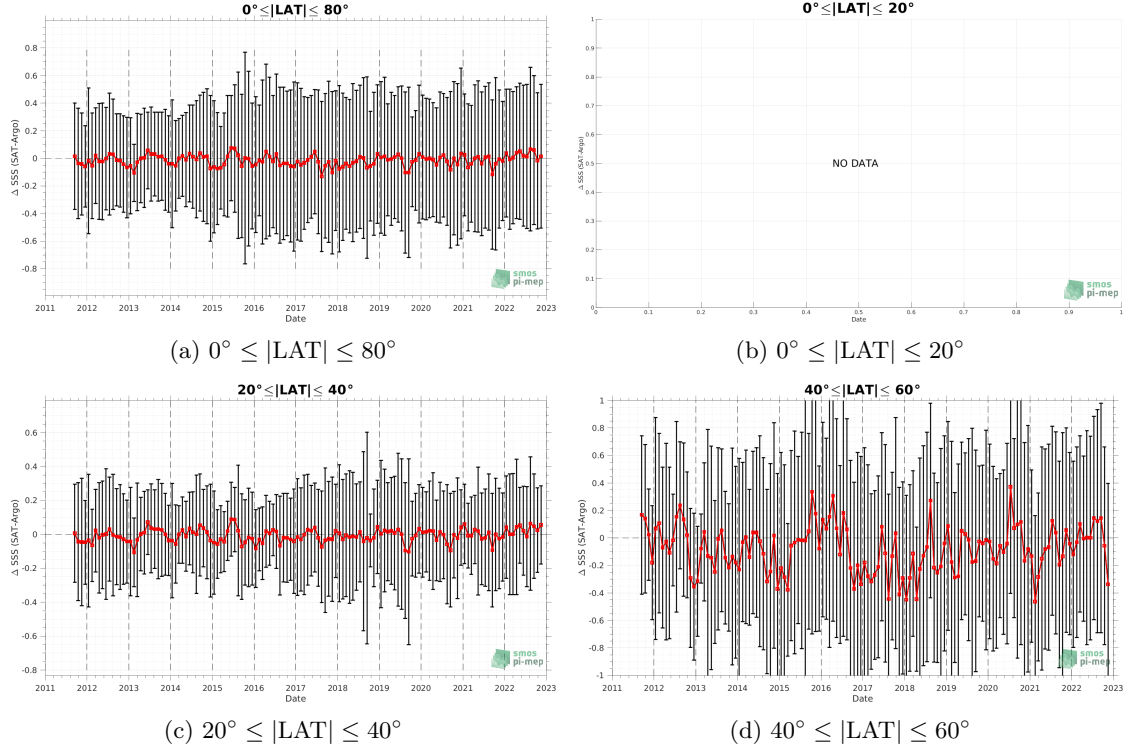 0°≤|LAT|≤ 80°
0.8
0.6
0.4
0.2
0
-0.2
-0.4
-0.6
-0.8
Δ SSS (SAT-Argo)
2011 2012 2013 2014 2015 2016 2017 2018 2019 2020 2021 2022 2023
Date
smos
pi-mep
(a) 0° ≤ |LAT| ≤ 80°
0°≤|LAT|≤ 20°
1
0.9
0.8
0.7
0.6
0.5
0.4
0.3
0.2
0.1
0
Δ SSS (SAT-Argo)
NO DATA
0 0.1 0.2 0.3 0.4 0.5 0.6 0.7 0.8 0.9 1
Date
smos
pi-mep
(b) 0° ≤ |LAT| ≤ 20°
20°≤|LAT|≤ 40°
0.6
0.4
0.2
0
-0.2
-0.4
-0.6
-0.8
Δ SSS (SAT-Argo)
2011 2012 2013 2014 2015 2016 2017 2018 2019 2020 2021 2022 2023
Date
smos
pi-mep
(c) 20° ≤ |LAT| ≤ 40°
40°≤|LAT|≤ 60°
1
0.8
0.6
0.4
0.2
0
-0.2
-0.4
-0.6
-0.8
-1
Δ SSS (SAT-Argo)
2011 2012 2013 2014 2015 2016 2017 2018 2019 2020 2021 2022 2023
Date
smos
pi-mep
(d) 40° ≤ |LAT| ≤ 60°